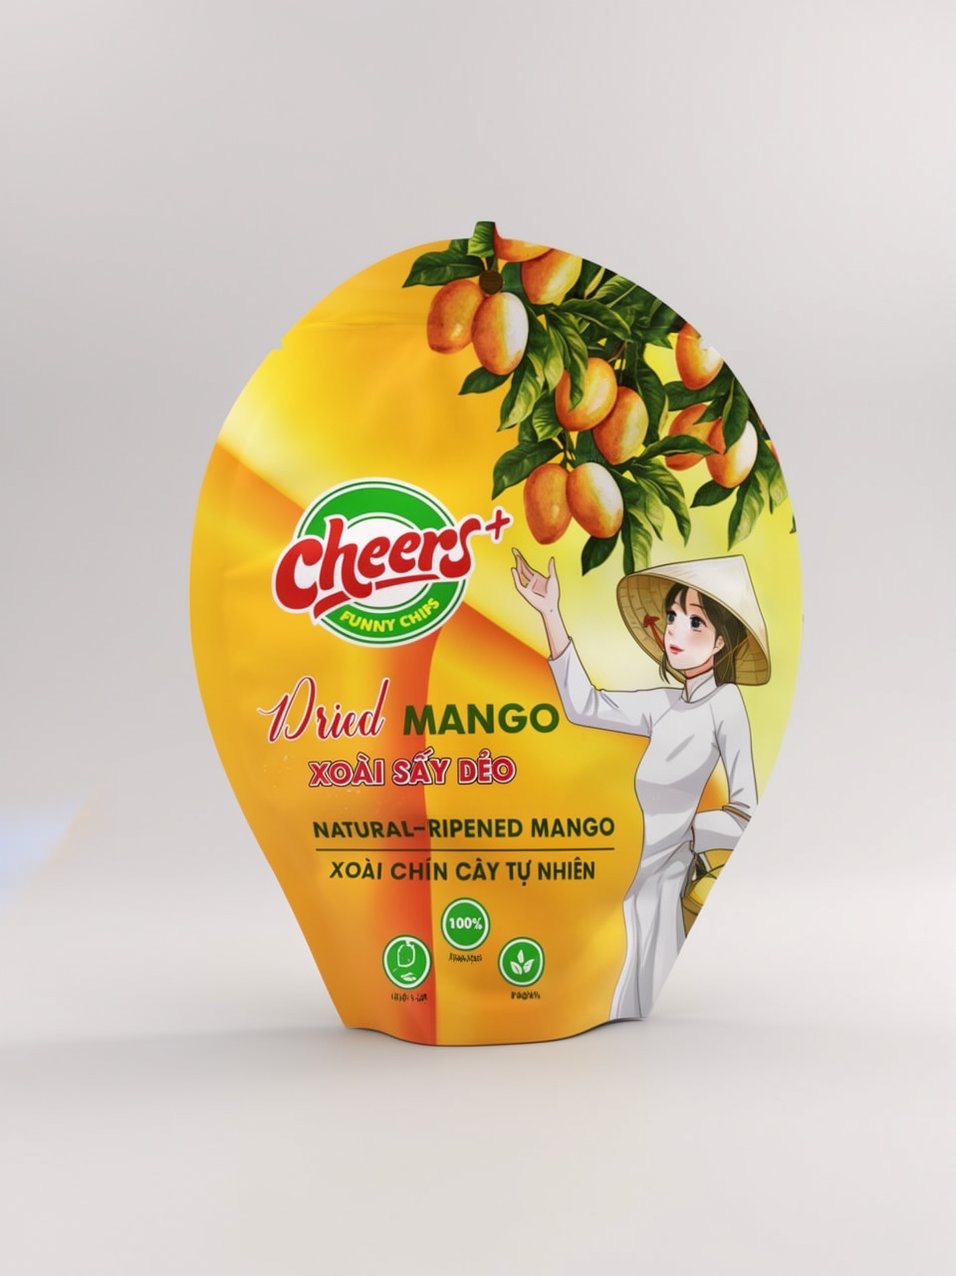 Cheers+
FUNNY CHIPS
Dried MANGO
XOÀI SẤY DẺO
NATURAL-RIPENED MANGO
XOÀI CHÍN CÂY TỰ NHIÊN
100%